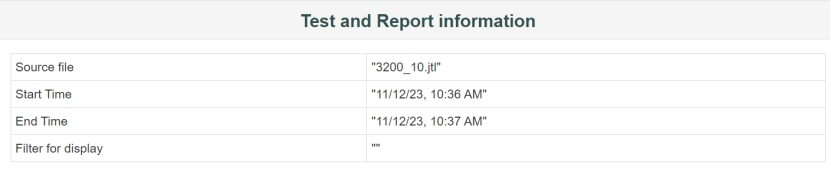 Test and Report information
Source file "3200_10.jtl"
Start Time "11/12/23, 10:36 AM"
End Time "11/12/23, 10:37 AM"
Filter for display ""